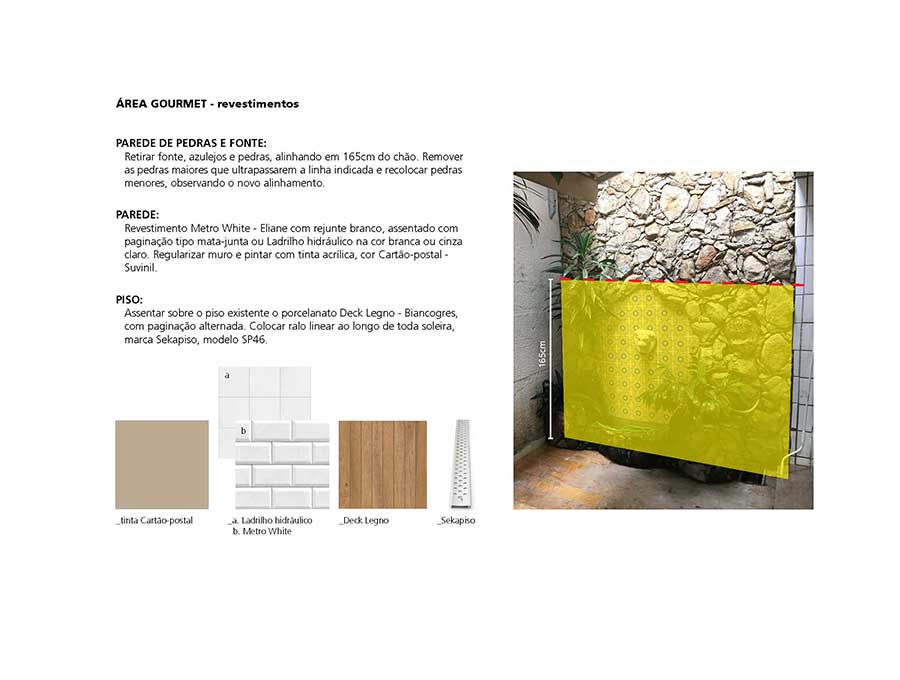 ÁREA GOURMET - revestimentos
PAREDE DE PEDRAS E FONTE:
Retirar fonte, azulejos e pedras, alinhando em 165cm do chão. Remover
as pedras maiores que ultrapassarem a linha indicada e recolocar pedras
menores, observando o novo alinhamento.
PAREDE:
Revestimento Metro White - Eliane com rejunte branco, assentado com
paginação tipo mata-junta ou Ladrilho hidráulico na cor branca ou cinza
claro. Regularizar muro e pintar com tinta acrílica, cor Cartão-postal -
Suvinil.
PISO:
Assentar sobre o piso existente o porcelanato Deck Legno - Biancogres,
com paginação alternada. Colocar ralo linear ao longo de toda soleira,
marca Sekapiso, modelo SP46.
165cm
a
b
_tinta Cartão-postal
_a. Ladrilho hidráulico
b. Metro White
_Deck Legno
_Sekapiso